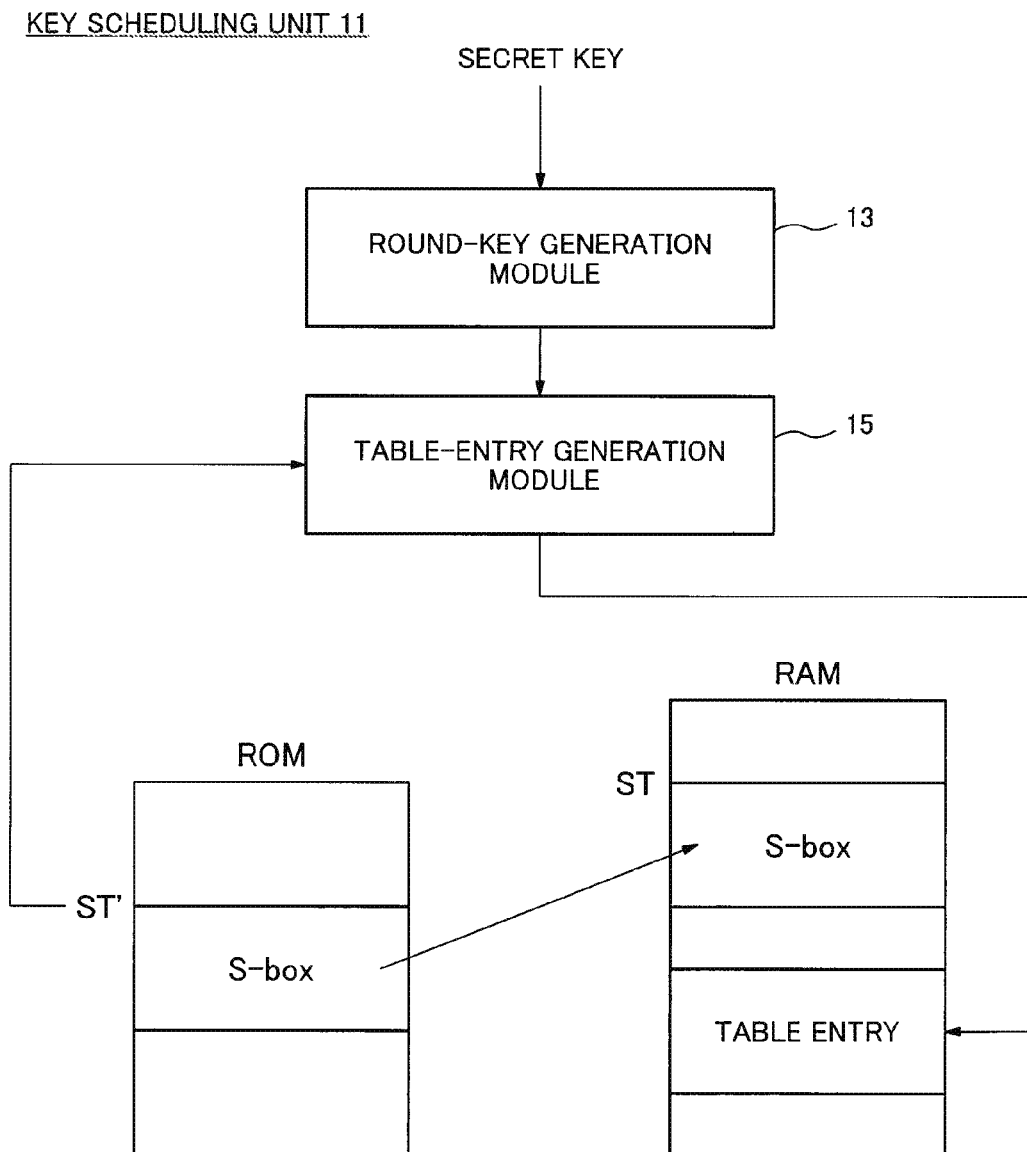 KEY SCHEDULING UNIT 11
SECRET KEY
ROUND-KEY GENERATION
MODULE
13
TABLE-ENTRY GENERATION
MODULE
15
RAM
ROM
ST
S-box
ST'
S-box
TABLE ENTRY